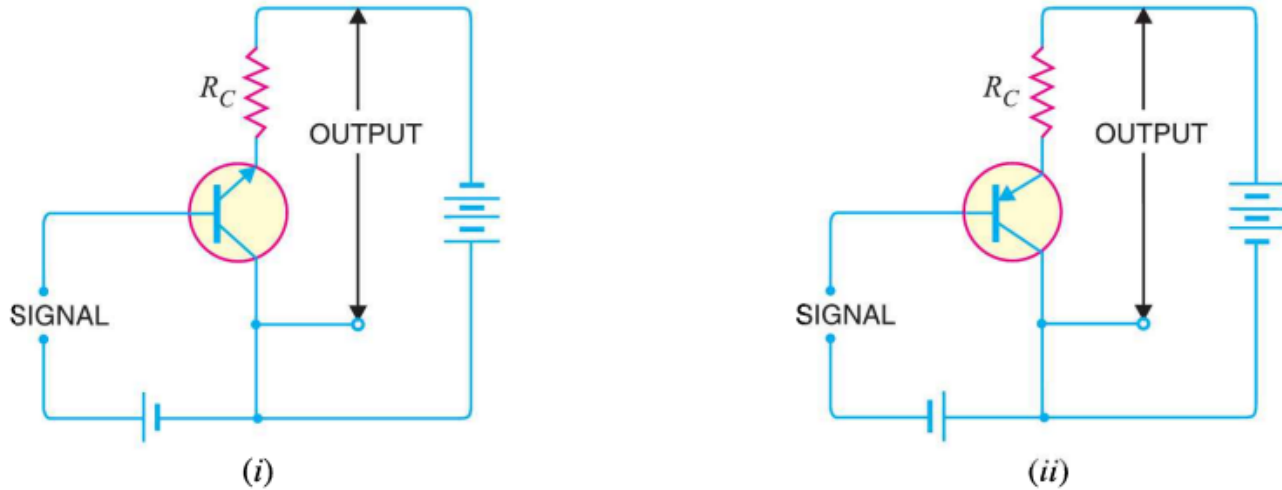 R_C
OUTPUT
SIGNAL
(i)
R_C
OUTPUT
SIGNAL
(ii)